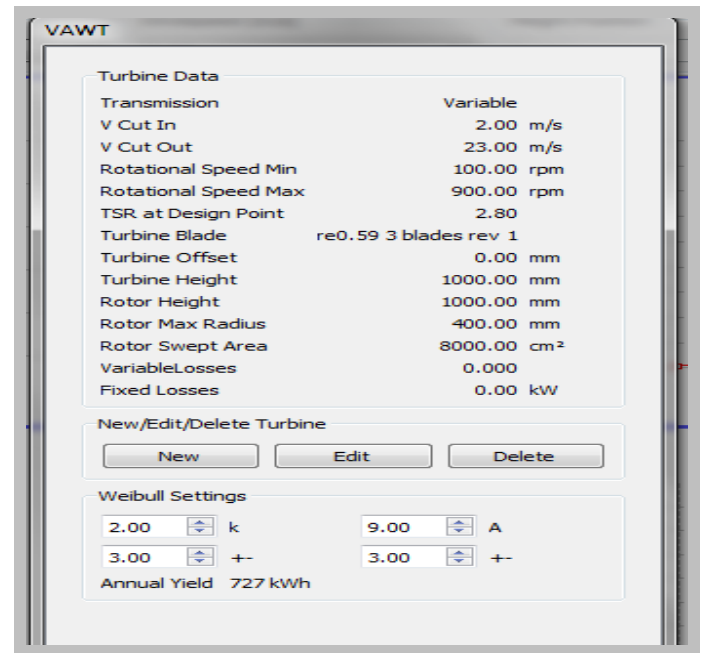 VAWT
Turbine Data
Transmission Variable
V Cut In 2.00 m/s
V Cut Out 23.00 m/s
Rotational Speed Min 100.00 rpm
Rotational Speed Max 900.00 rpm
TSR at Design Point 2.80
Turbine Blade re0.59 3 blades rev 1
Turbine Offset 0.00 mm
Turbine Height 1000.00 mm
Rotor Height 1000.00 mm
Rotor Max Radius 400.00 mm
Rotor Swept Area 8000.00 cm²
VariableLosses 0.000
Fixed Losses 0.00 kW
New/Edit/Delete Turbine
New Edit Delete
Weibull Settings
2.00 k 9.00 A
3.00 +- 3.00 +-
Annual Yield 727 kWh